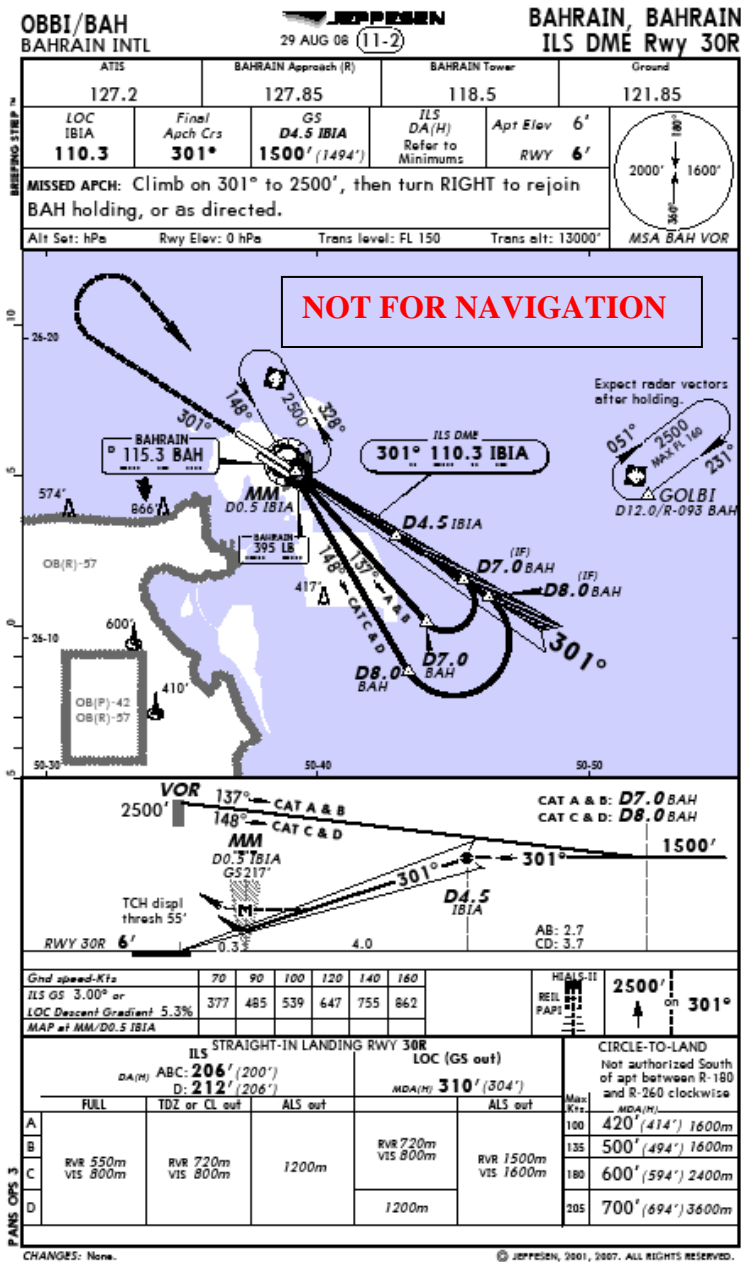 OBBI/BAH
BAHRAIN INTL
JEPPESEN
29 AUG 08 (11-2)
BAHRAIN, BAHRAIN
ILS DME Rwy 30R
BRIEFING STRIP ™
ATIS
127.2
BAHRAIN Approach (R)
127.85
BAHRAIN Tower
118.5
Ground
121.85
LOC
IBIA
110.3
Final
Apch Crs
301°
GS
D4.5 IBIA
1500' (1494')
ILS
DA(H)
Refer to
Minimums
Apt Elev 6'
RWY 6'
180°
2000' 1600'
360°
MSA BAH VOR
MISSED APCH: Climb on 301° to 2500', then turn RIGHT to rejoin
BAH holding, or as directed.
Alt Set: hPa Rwy Elev: 0 hPa Trans level: FL 150 Trans alt: 13000'
NOT FOR NAVIGATION
10
26-20
301°
148°
2500
328°
Expect radar vectors
after holding.
051°
2500
MAX FL 160
231°
GOLBI
D12.0/R-093 BAH
BAHRAIN
115.3 BAH
ILS DME
301° 110.3 IBIA
5
574'
866'
MM
D0.5 IBIA
D4.5 IBIA
BAHRAIN
395 LB
OB(R)-57
(IF)
D7.0 BAH
(IF)
D8.0 BAH
137°
A & B
148°
CAT C & D
417'
600'
0
26-10
301°
D7.0
BAH
D8.0
BAH
410'
OB(P)-42
OB(R)-57
5
50-30
50-40
50-50
VOR
2500'
137° CAT A & B
148° CAT C & D
CAT A & B: D7.0 BAH
CAT C & D: D8.0 BAH
MM
D0.5 IBIA
GS217'
1500'
301°
301°
D4.5
IBIA
TCH displ
thresh 55'
M
RWY 30R 6'
0.3
4.0
AB: 2.7
CD: 3.7
Gnd speed-Kts 70 90 100 120 140 160
ILS GS 3.00° or
LOC Descent Gradient 5.3% 377 485 539 647 755 862
MAP at MM/D0.5 IBIA
HIALS-II
REIL
PAPI
2500'
on 301°
STRAIGHT-IN LANDING RWY 30R
ILS
DA(H) ABC: 206' (200')
D: 212' (206')
LOC (GS out)
MDA(H) 310' (304')
CIRCLE-TO-LAND
Not authorized South
of apt between R-180
and R-260 clockwise
FULL
TDZ or CL out
ALS out
ALS out
Max
Kts.
MDA(H)
A
B
C
D
RVR 550m
VIS 800m
RVR 720m
VIS 800m
1200m
RVR 720m
VIS 800m
1200m
RVR 1500m
VIS 1600m
100 420' (414') 1600m
135 500' (494') 1600m
180 600' (594') 2400m
205 700' (694') 3600m
PANS OPS 3
CHANGES: None.
© JEPPESEN, 2001, 2007. ALL RIGHTS RESERVED.